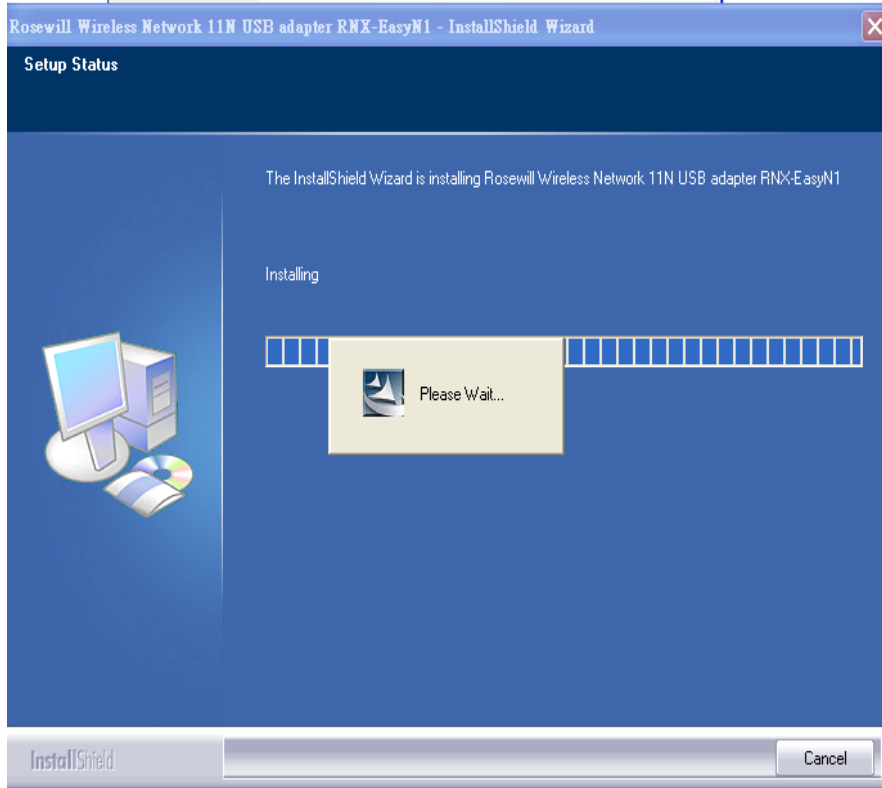 Rosewill Wireless Network 11N USB adapter RNX-EasyN1 - InstallShield Wizard
Setup Status
The InstallShield Wizard is installing Rosewill Wireless Network 11N USB adapter RNX-EasyN1
Installing
Please Wait...
InstallShield
Cancel